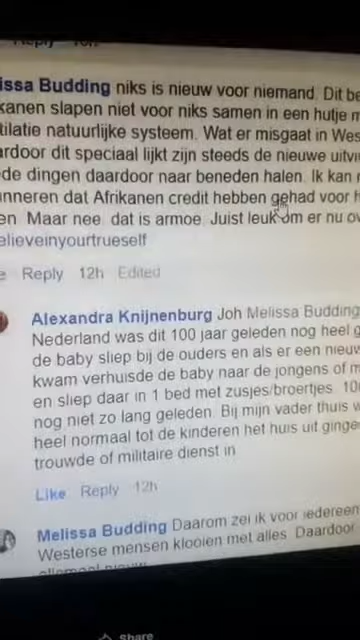 Reply
issa Budding niks is nieuw voor niemand. Dit be
kanen slapen niet voor niks samen in een hutje m
tilatie natuurlijke systeem. Wat er misgaat in Wes
ardoor dit speciaal lijkt zijn steeds de nieuwe uitvi
de dingen daardoor naar beneden halen. Ik kan
nneren dat Afrikanen credit hebben gehad voor h
en. Maar nee dat is armoe. Juist leuk om er nu ov
elieveinyourtrueself
e Reply 12h Edited
Alexandra Knijnenburg Joh Melissa Budding
Nederland was dit 100 jaar geleden nog heel g
de baby sliep bij de ouders en als er een nieuw
kwam verhuisde de baby naar de jongens of m
en sliep daar in 1 bed met zusjes/broertjes. 10
nog niet zo lang geleden. Bij mijn vader thuis w
heel normaal tot de kinderen het huis uit ginge
trouwde of militaire dienst in
Like Reply 12h
Melissa Budding Daarom zei ik voor iedereen
Westerse mensen klooien met alles. Daardoor
allemaal nieuw
Share